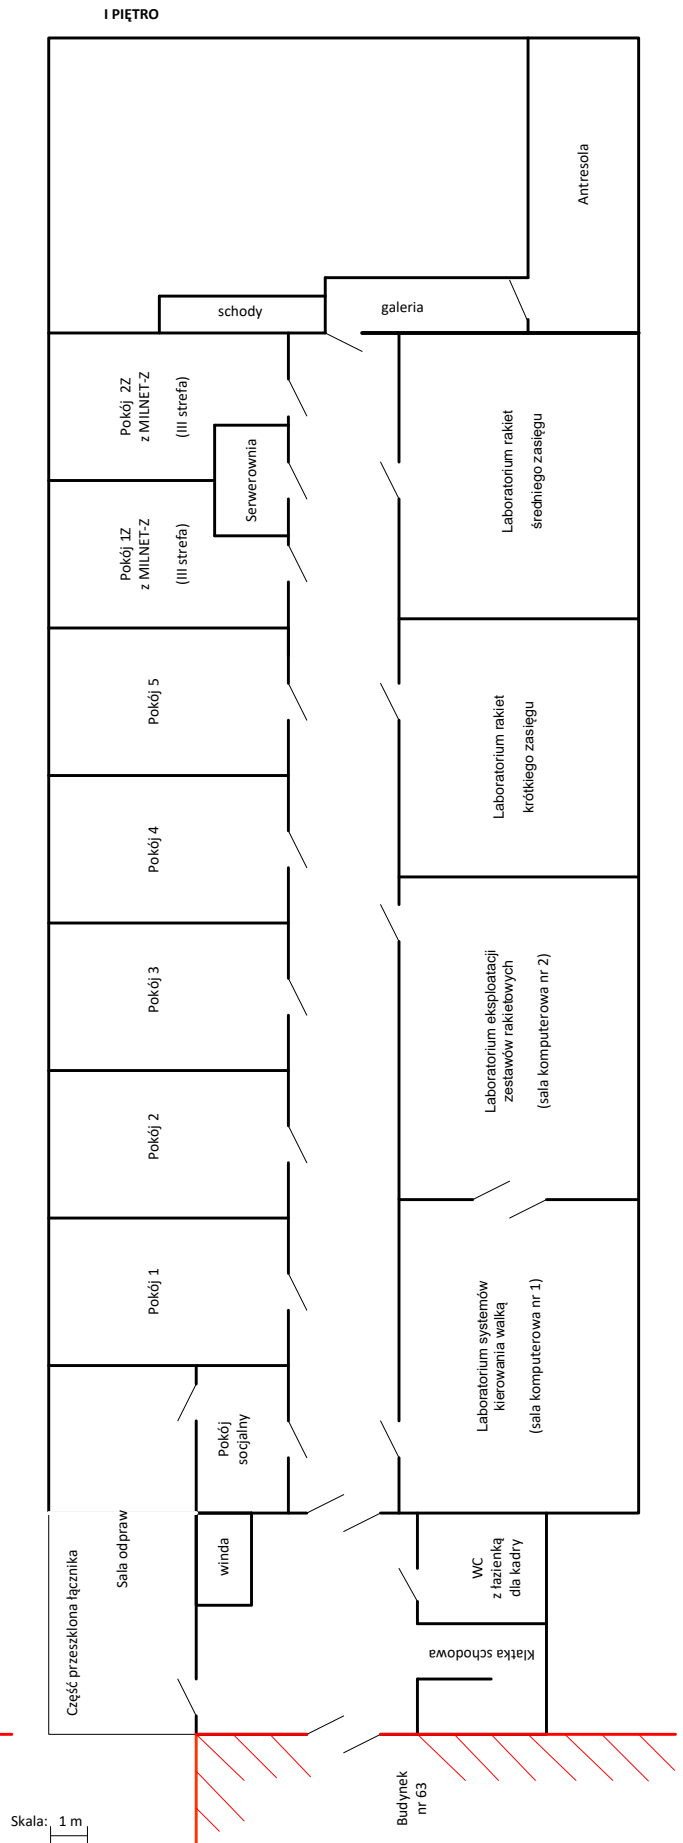 I PIĘTRO
Antresola
schody
galeria
Pokój 2Z
z MILNET-Z
(III strefa)
Serwerownia
Laboratorium rakiet
średniego zasięgu
Pokój 1Z
z MILNET-Z
(III strefa)
Pokój 5
Laboratorium rakiet
krótkiego zasięgu
Pokój 4
Pokój 3
Laboratorium eksploatacji
zestawów rakietowych
(sala komputerowa nr 2)
Pokój 2
Pokój 1
Laboratorium systemów
kierowania walką
(sala komputerowa nr 1)
Pokój
socjalny
Część przeszklona łącznika
Sala odpraw
winda
WC
z łazienką
dla kadry
Klatka schodowa
Budynek
nr 63
Skala: 1 m